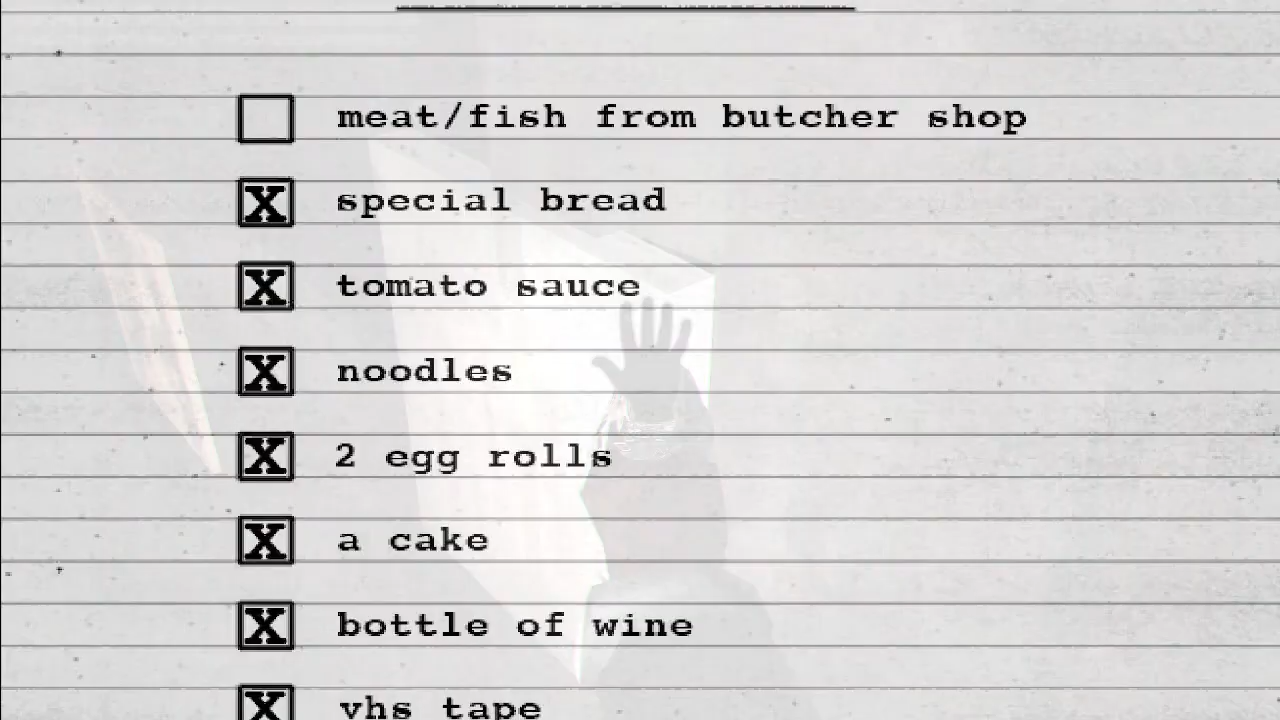 meat/fish from butcher shop
X special bread
X tomato sauce
X noodles
X 2 egg rolls
X a cake
X bottle of wine
X vhs tape